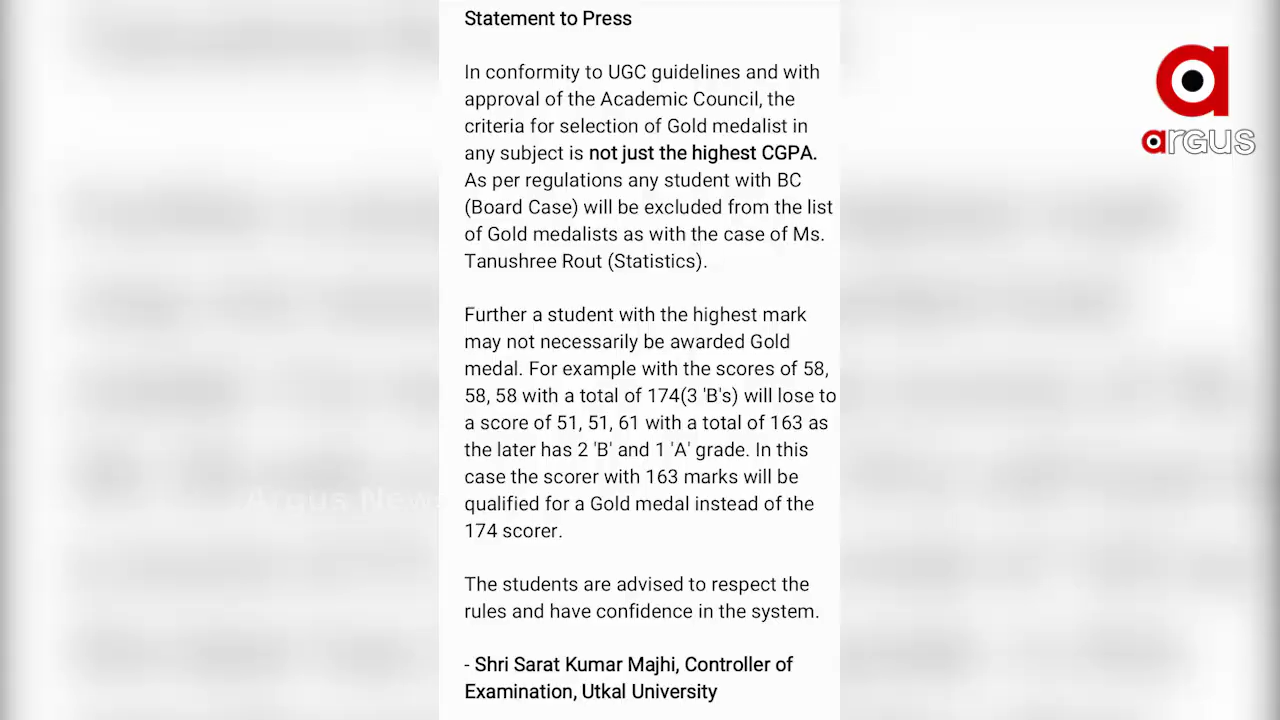 Statement to Press
In conformity to UGC guidelines and with
approval of the Academic Council, the
criteria for selection of Gold medalist in
any subject is not just the highest CGPA.
As per regulations any student with BC
(Board Case) will be excluded from the list
of Gold medalists as with the case of Ms.
Tanushree Rout (Statistics).
Further a student with the highest mark
may not necessarily be awarded Gold
medal. For example with the scores of 58,
58, 58 with a total of 174(3 'B's) will lose to
a score of 51, 51, 61 with a total of 163 as
the later has 2 'B' and 1 'A' grade. In this
case the scorer with 163 marks will be
qualified for a Gold medal instead of the
174 scorer.
The students are advised to respect the
rules and have confidence in the system.
- Shri Sarat Kumar Majhi, Controller of
Examination, Utkal University
a
argus
Argus News